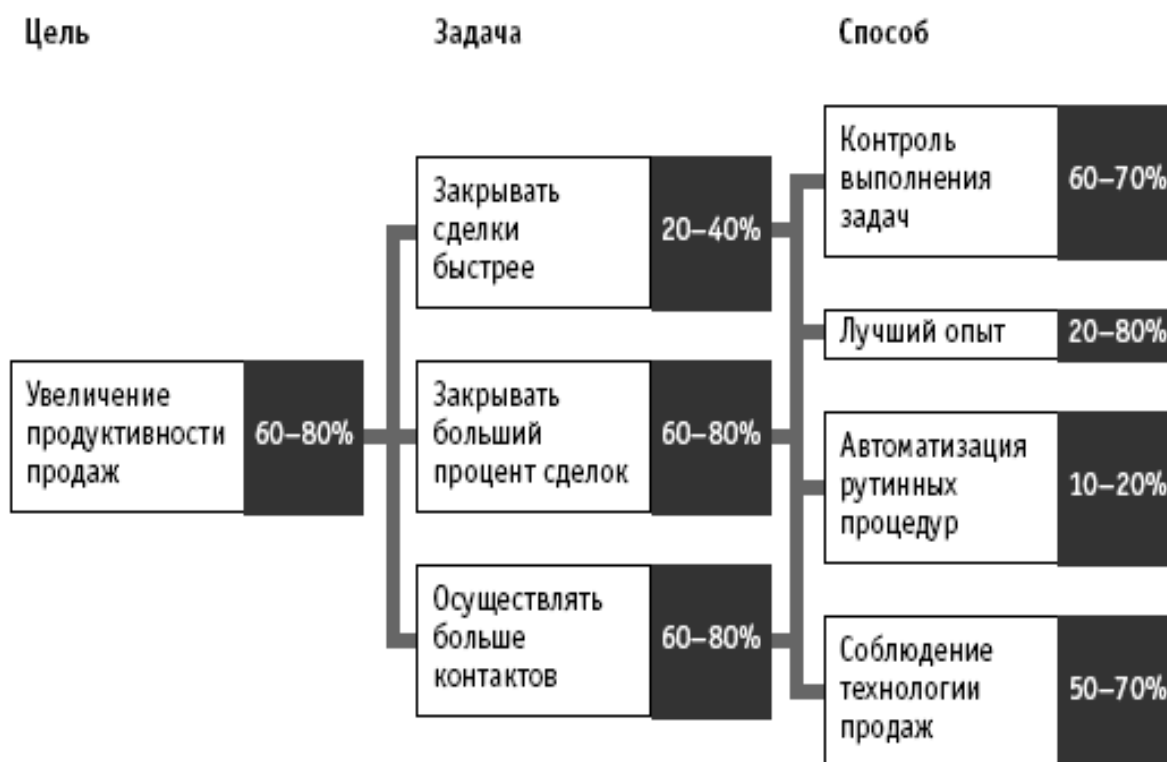 Цель
Задача
Способ
Увеличение
продуктивности
продаж
60–80%
Закрывать
сделки
быстрее
20–40%
Закрывать
больший
процент сделок
60–80%
Осуществлять
больше
контактов
60–80%
Контроль
выполнения
задач
60–70%
Лучший опыт
20–80%
Автоматизация
рутинных
процедур
10–20%
Соблюдение
технологии
продаж
50–70%